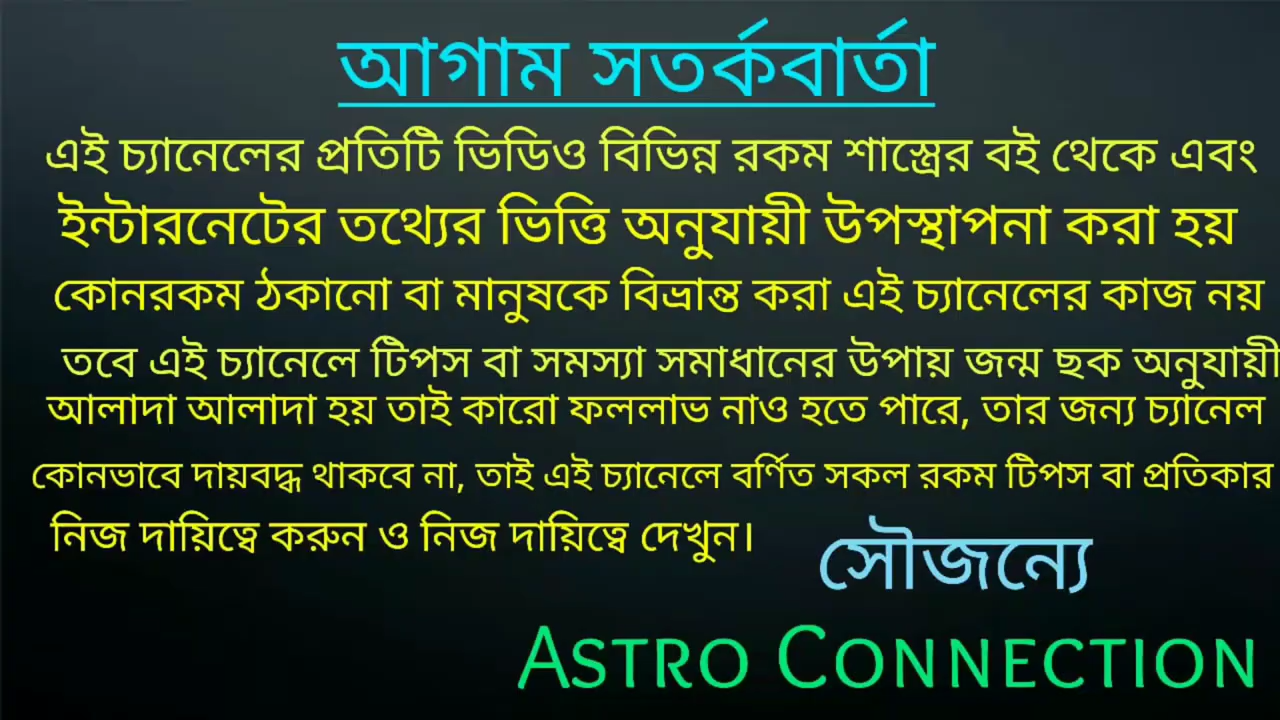 আগাম সতর্কবার্তা
এই চ্যানেলের প্রতিটি ভিডিও বিভিন্ন রকম শাস্ত্রের বই থেকে এবং
ইন্টারনেটের তথ্যের ভিত্তি অনুযায়ী উপস্থাপনা করা হয়
কোনরকম ঠকানো বা মানুষকে বিভ্রান্ত করা এই চ্যানেলের কাজ নয়
তবে এই চ্যানেলে টিপস বা সমস্যা সমাধানের উপায় জন্ম ছক অনুযায়ী
আলাদা আলাদা হয় তাই কারো ফললাভ নাও হতে পারে, তার জন্য চ্যানেল
কোনভাবে দায়বদ্ধ থাকবে না, তাই এই চ্যানেলে বর্ণিত সকল রকম টিপস বা প্রতিকার
নিজ দায়িত্বে করুন ও নিজ দায়িত্বে দেখুন।
সৌজন্যে
ASTRO CONNECTION